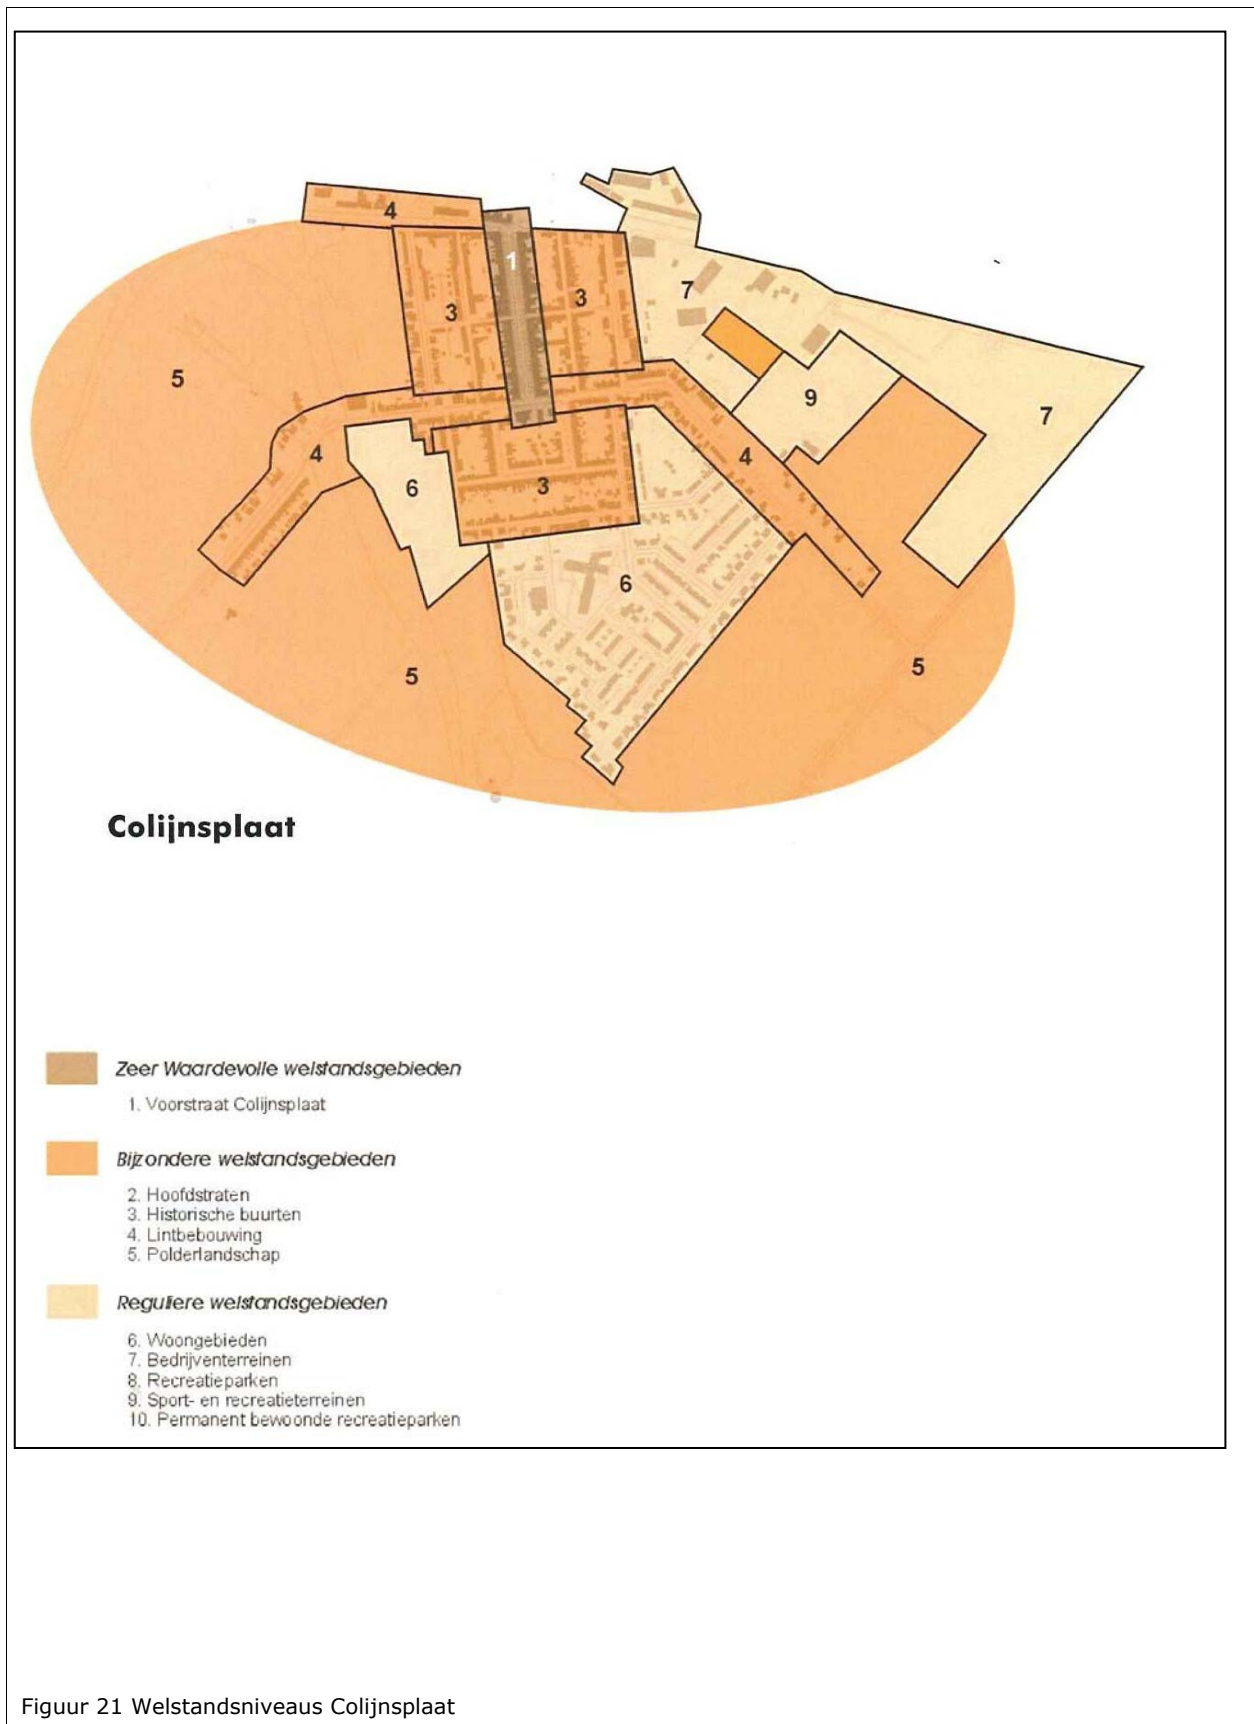 4
1
3
3
7
5
9
7
4
4
6
3
6
5
5
Colijnsplaat
Zeer Waardevolle welstandsgebieden
1. Voorstraat Colijnsplaat
Bijzondere welstandsgebieden
2. Hoofdstraten
3. Historische buurten
4. Lintbebouwing
5. Polderlandschap
Reguliere welstandsgebieden
6. Woongebieden
7. Bedrijventerreinen
8. Recreatieparken
9. Sport- en recreatieterreinen
10. Permanent bewoonde recreatieparken
Figuur 21 Welstandsniveaus Colijnsplaat